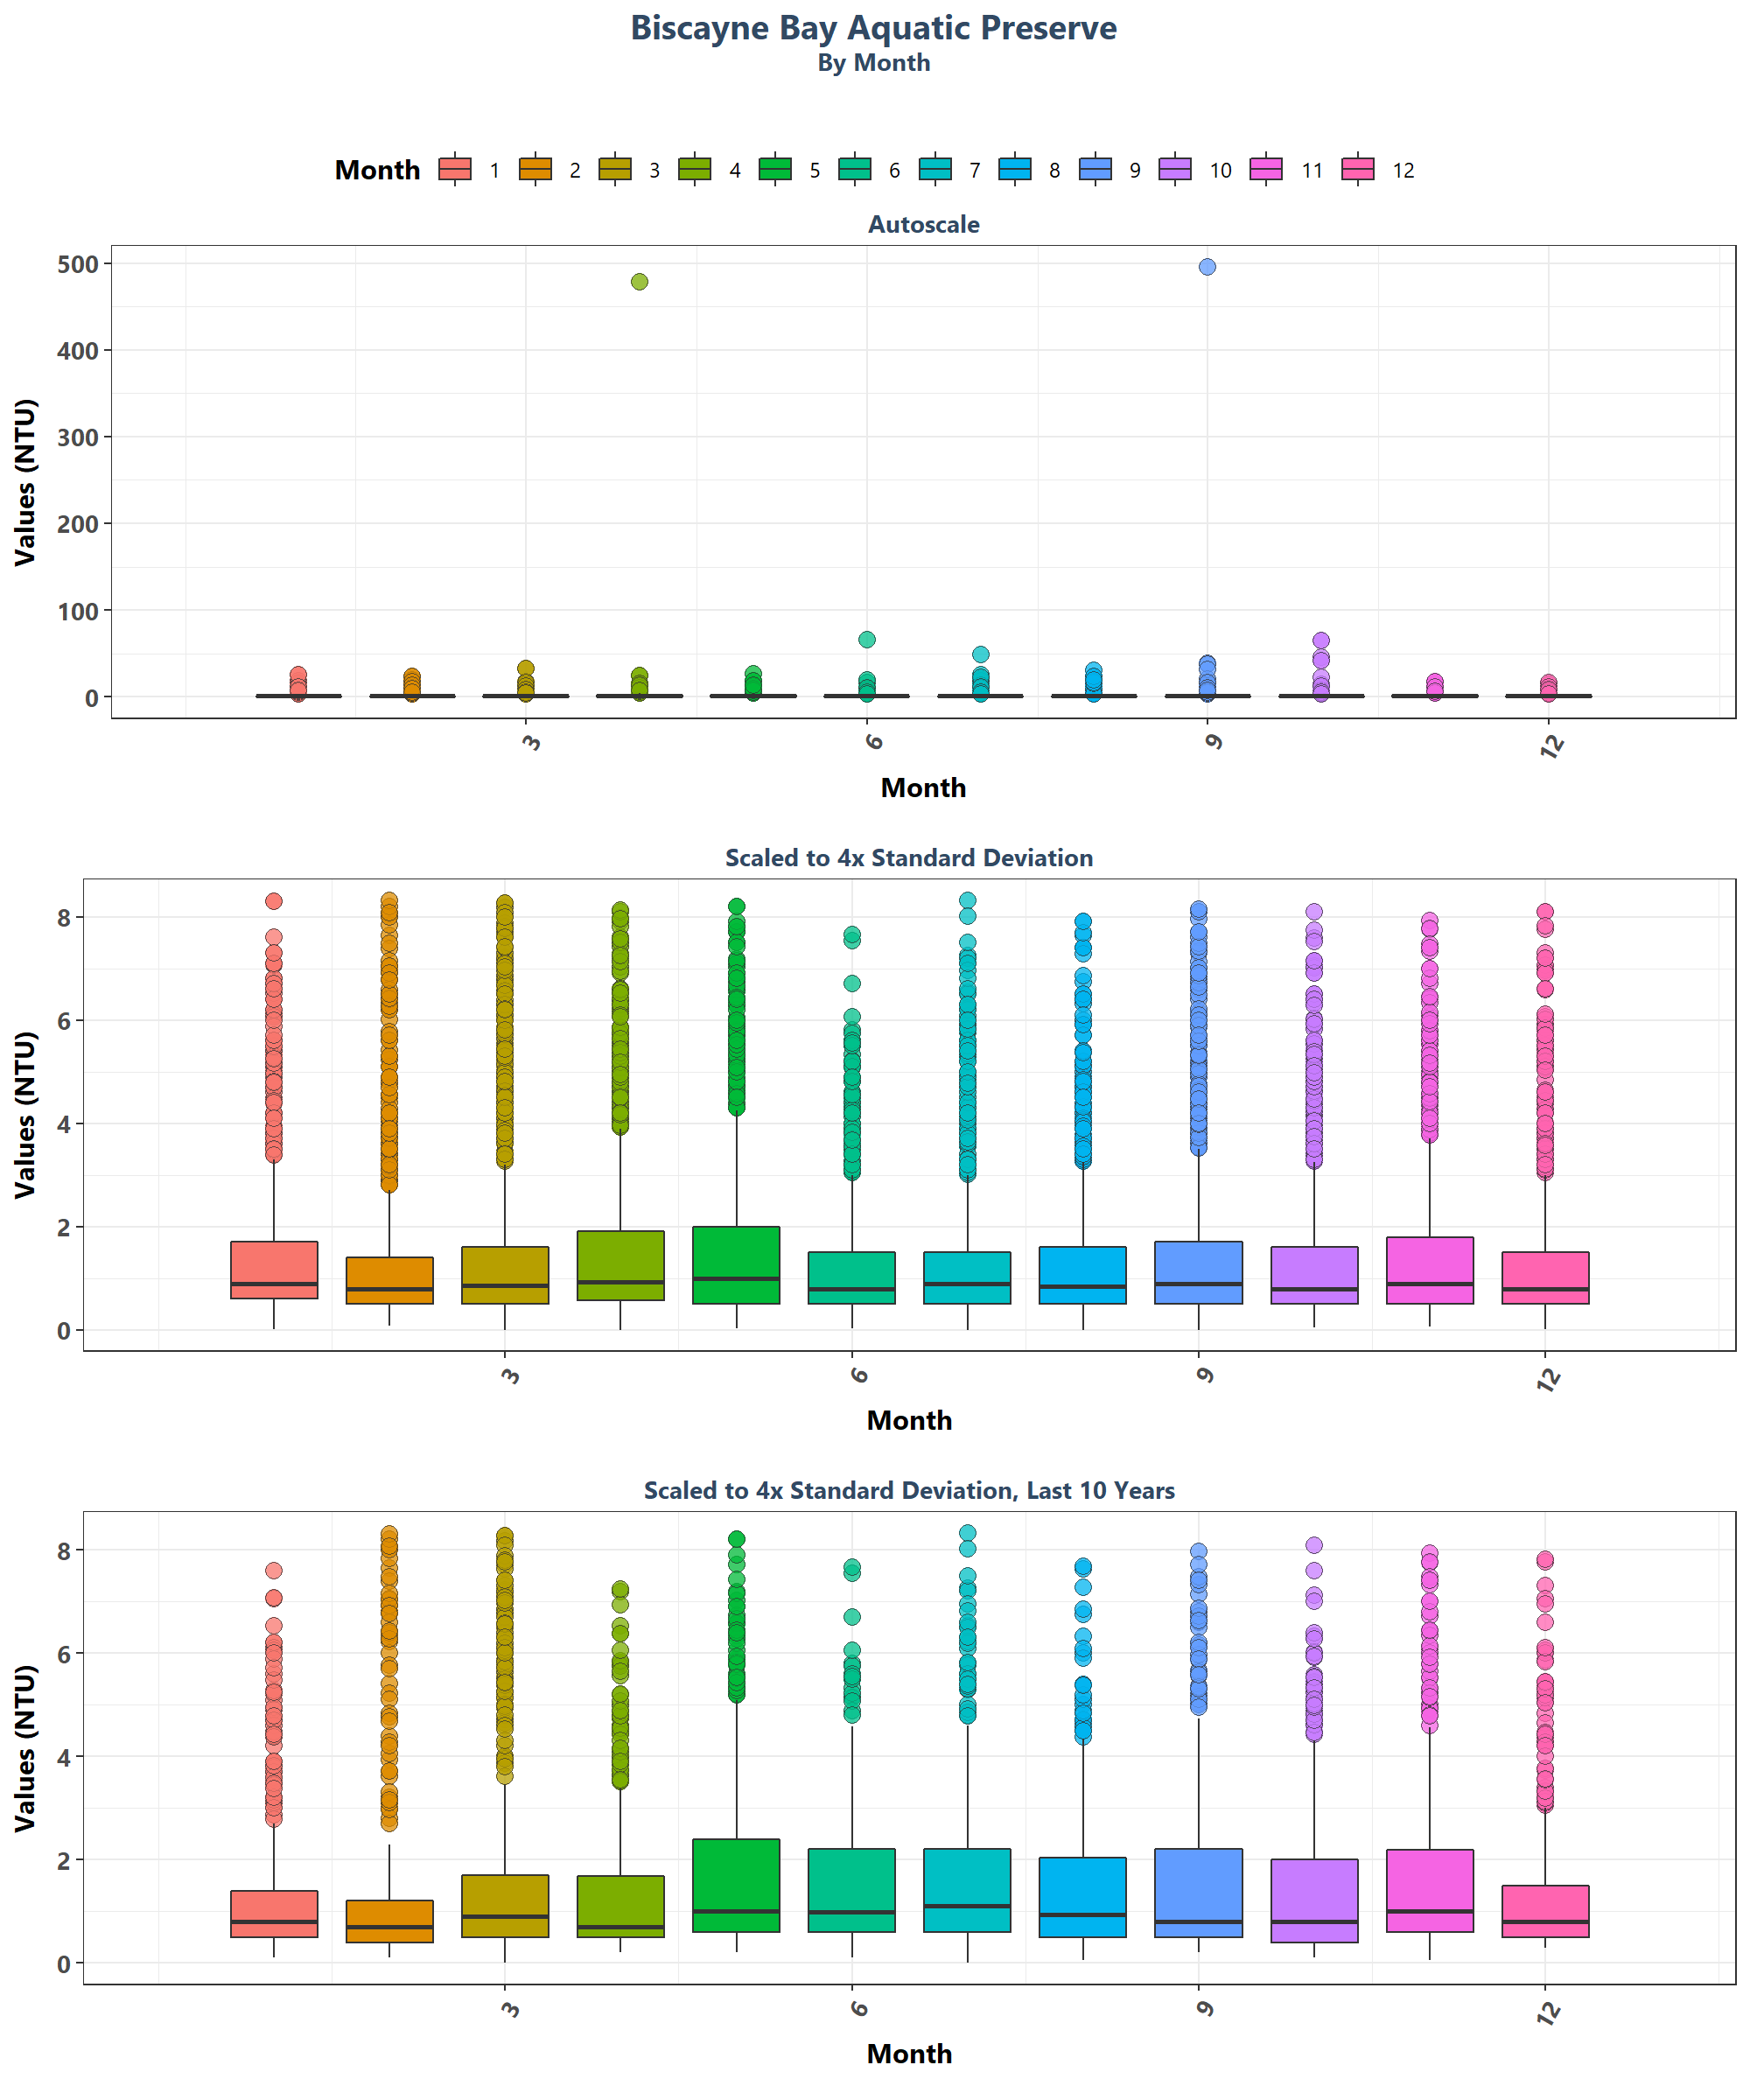 Biscayne Bay Aquatic Preserve
By Month
Month 1 2 3 4 5 6 7 8 9 10 11 12
Autoscale
Values (NTU)
500
400
300
200
100
0
3 6 9 12
Month
Scaled to 4x Standard Deviation
Values (NTU)
8
6
4
2
0
3 6 9 12
Month
Scaled to 4x Standard Deviation, Last 10 Years
Values (NTU)
8
6
4
2
0
3 6 9 12
Month